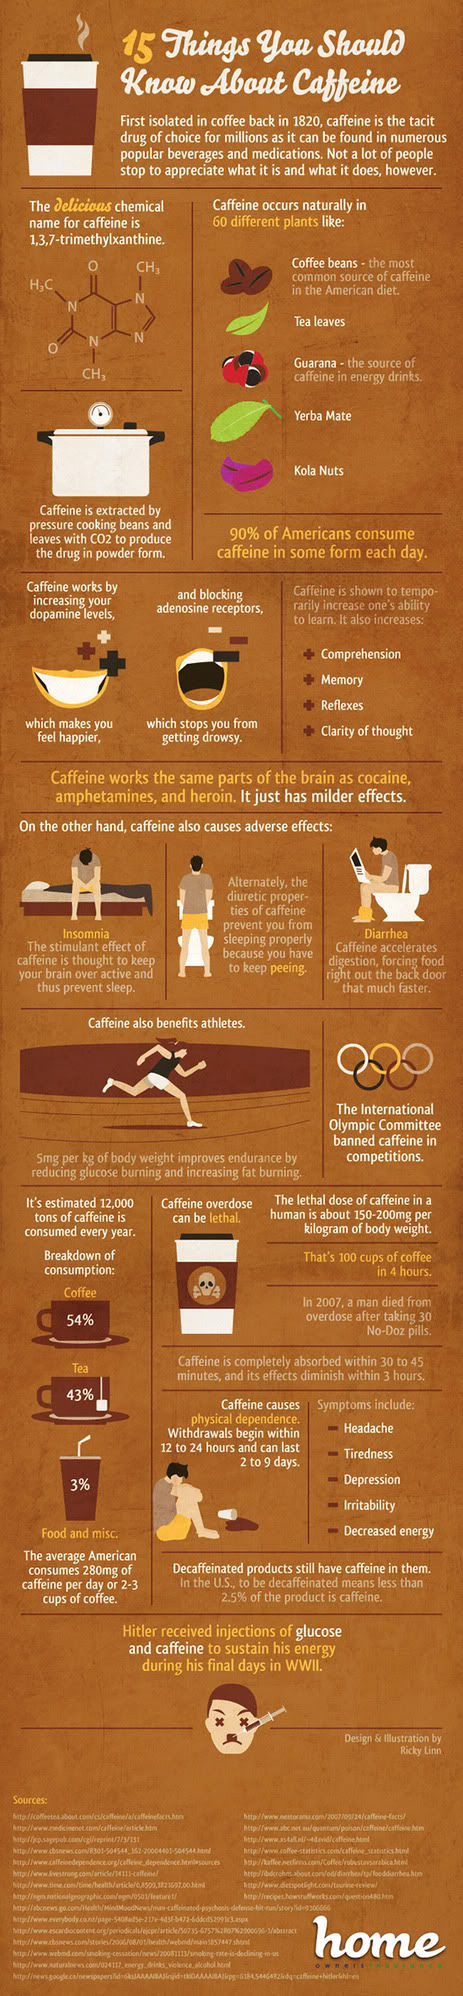 15 Things You Should
Know About Caffeine
First isolated in coffee back in 1820, caffeine is the tacit
drug of choice for millions as it can be found in numerous
popular beverages and medications. Not a lot of people
stop to appreciate what it is and what it does, however.
The delicious chemical
name for caffeine is
1,3,7-trimethylxanthine.
O
CH₃
H₃C
N
N
N
N
O
CH₃
Caffeine is extracted by
pressure cooking beans and
leaves with CO2 to produce
the drug in powder form.
Caffeine occurs naturally in
60 different plants like:
Coffee beans - the most
common source of caffeine
in the American diet.
Tea leaves
Guarana - the source of
caffeine in energy drinks.
Yerba Mate
Kola Nuts
90% of Americans consume
caffeine in some form each day.
Caffeine works by
increasing your
dopamine levels,
which makes you
feel happier,
and blocking
adenosine receptors,
which stops you from
getting drowsy.
Caffeine is shown to tempo-
rarily increase one's ability
to learn. It also increases:
Comprehension
Memory
Reflexes
Clarity of thought
Caffeine works the same parts of the brain as cocaine,
amphetamines, and heroin. It just has milder effects.
On the other hand, caffeine also causes adverse effects:
Insomnia
The stimulant effect of
caffeine is thought to keep
your brain over active and
thus prevent sleep.
Alternately, the
diuretic proper-
ties of caffeine
prevent you from
sleeping properly
because you have
to keep peeing.
Diarrhea
Caffeine accelerates
digestion, forcing food
right out the back door
that much faster.
Caffeine also benefits athletes.
5mg per kg of body weight improves endurance by
reducing glucose burning and increasing fat burning.
The International
Olympic Committee
banned caffeine in
competitions.
It's estimated 12,000
tons of caffeine is
consumed every year.
Breakdown of
consumption:
Coffee
54%
Tea
43%
3%
Food and misc.
The average American
consumes 280mg of
caffeine per day or 2-3
cups of coffee.
Caffeine overdose
can be lethal.
The lethal dose of caffeine in a
human is about 150-200mg per
kilogram of body weight.
That's 100 cups of coffee
in 4 hours.
In 2007, a man died from
overdose after taking 30
No-Doz pills.
Caffeine is completely absorbed within 30 to 45
minutes, and its effects diminish within 3 hours.
Caffeine causes
physical dependence.
Withdrawals begin within
12 to 24 hours and can last
2 to 9 days.
Symptoms include:
Headache
Tiredness
Depression
Irritability
Decreased energy
Decaffeinated products still have caffeine in them.
In the U.S., to be decaffeinated means less than
2.5% of the product is caffeine.
Hitler received injections of glucose
and caffeine to sustain his energy
during his final days in WWII.
Design & Illustration by
Ricky Linn
Sources:
http://coffeetea.about.com/cs/caffeine/a/caffeinefacts.htm
http://www.medicinenet.com/caffeine/article.htm
home
owners insurance